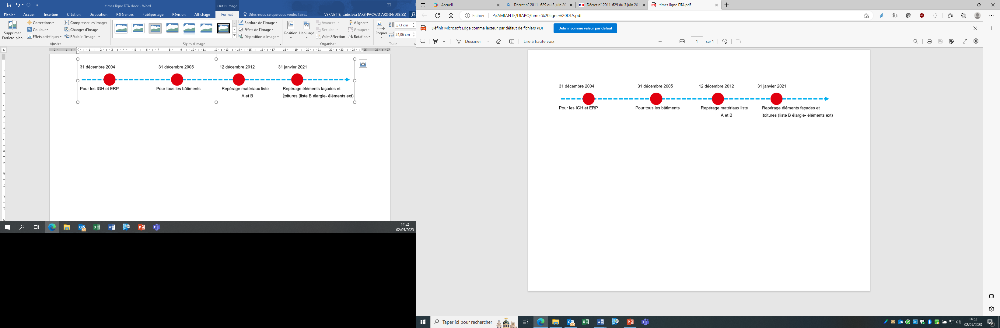 times ligne DTA.docx - Word
Outils Image
Fichier Accueil Insertion Création Disposition Références Publipostage Révision Affichage Format Dites-nous ce que vous voulez faire.. VERNETTE, Ladislava (ARS-PACA/DTARS-84/DSE SS)
Supprimer l'arrière-plan
Corrections
Couleur
Effets artistiques
Compresser les images
Changer d'image
Rétablir l'image
Ajuster
Styles d'image
Bordure de l'image
Effets de l'image
Disposition d'image
Position
Habillage
Avancer
Reculer
Volet Sélection
Aligner
Grouper
Rotation
Organiser
Rogner
3,73 cm
24,06 cm
Taille
31 décembre 2004 31 décembre 2005 12 décembre 2012 31 janvier 2021
Pour les IGH et ERP Pour tous les bâtiments Repérage matériaux liste Repérage éléments façades et
A et B toitures (liste B élargie- éléments ext)
14:52
02/05/2023
Accueil
Décret n° 2011- 629 du 3 juin 20
Décret n° 2011-629 du 3 juin 201
times ligne DTA.pdf
Fichier P:/AMIANTE/DIAPO/times%20ligne%20DTA.pdf
Définir Microsoft Edge comme lecteur par défaut de fichiers PDF Définir comme valeur par défaut
Dessiner Lire à haute voix 1 sur 1
31 décembre 2004 31 décembre 2005 12 décembre 2012 31 janvier 2021
Pour les IGH et ERP Pour tous les bâtiments Repérage matériaux liste Repérage éléments façades et
A et B toitures (liste B élargie- éléments ext)
Taper ici pour rechercher
14:52
02/05/2023
6